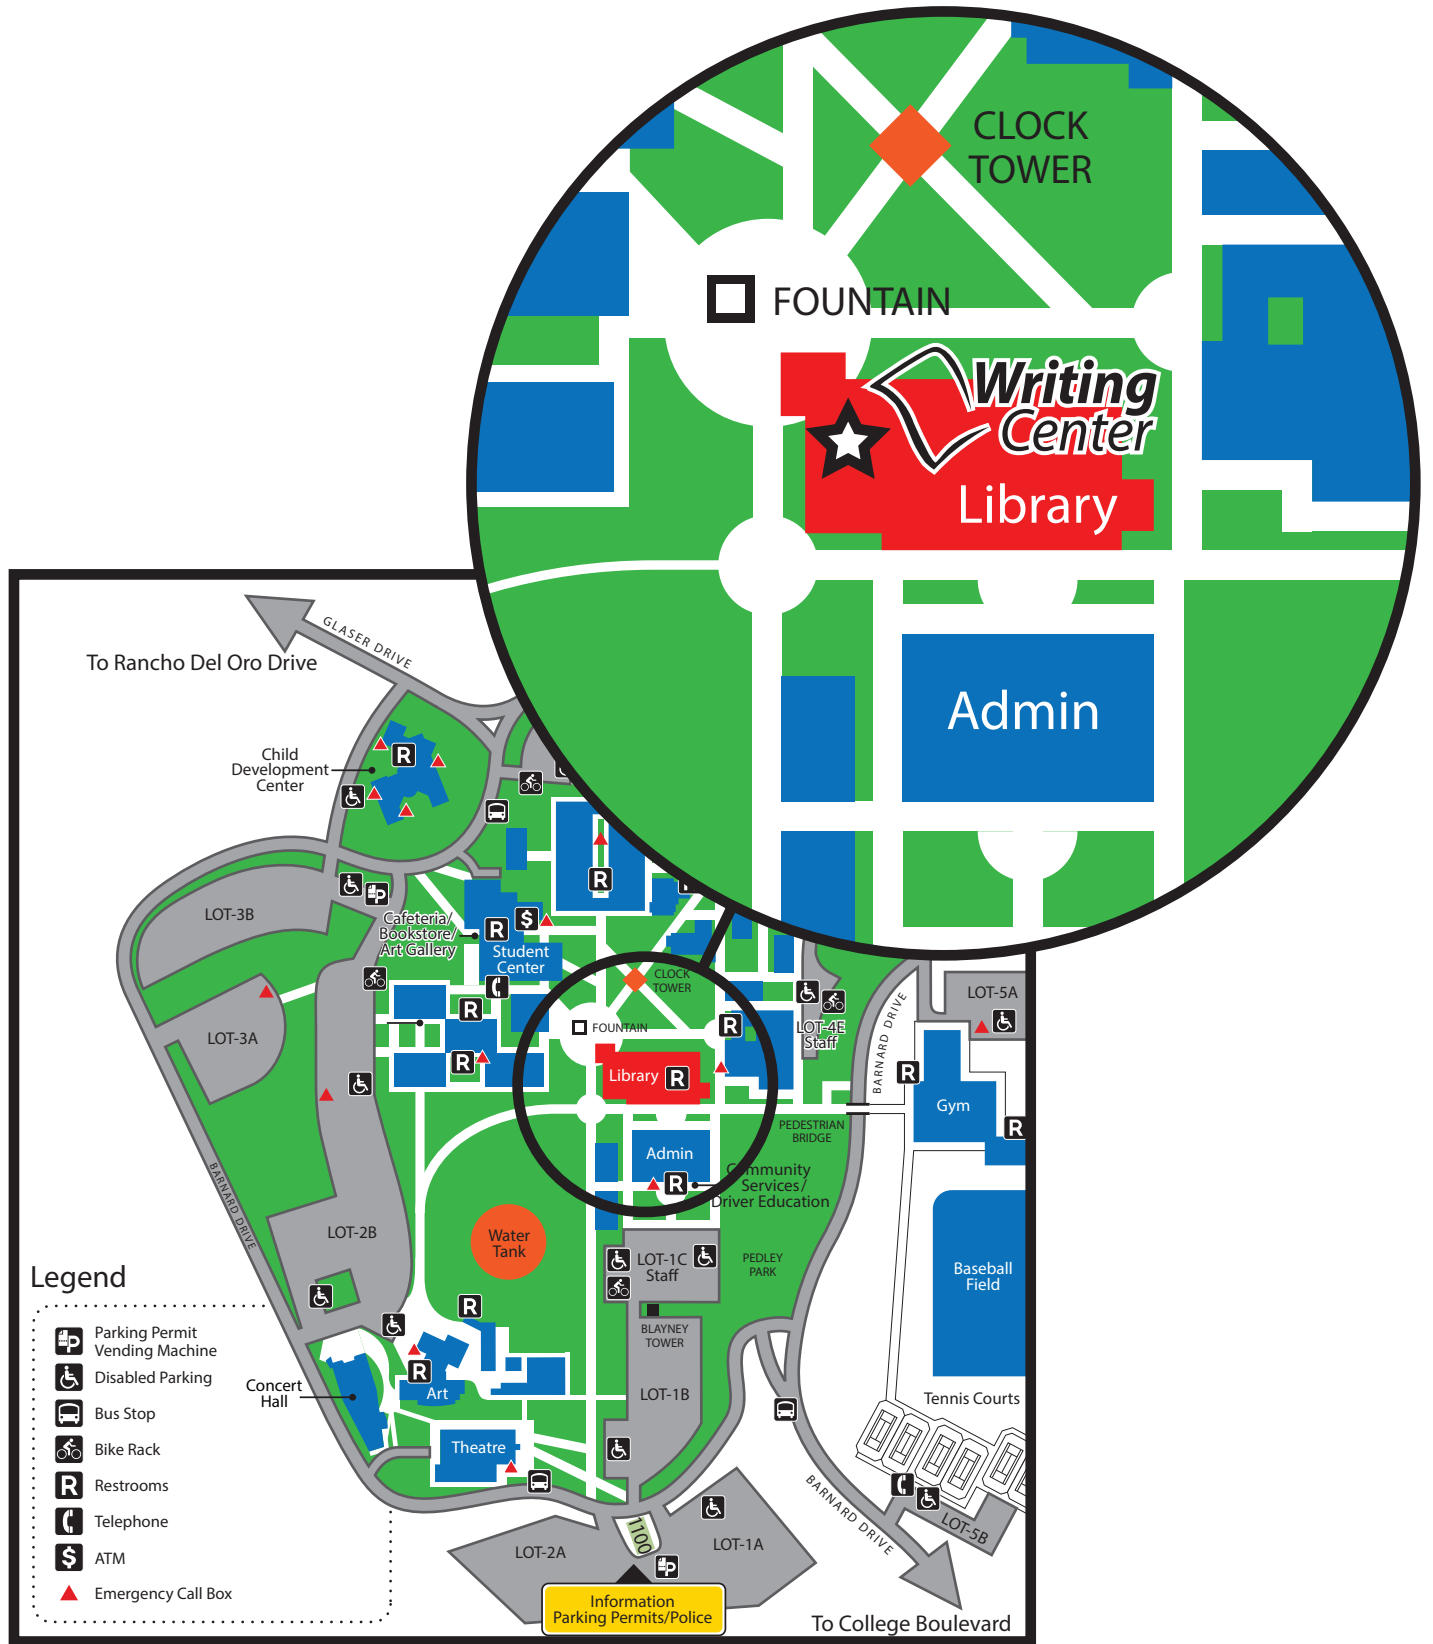 CLOCK
TOWER
FOUNTAIN
Writing
Center
Library
Admin
GLASER DRIVE
To Rancho Del Oro Drive
Child
Development
Center
R
R
LOT-3B
P
Cafeteria/
Bookstore/
Art Gallery
R
$
Student
Center
CLOCK
TOWER
LOT-5A
R
FOUNTAIN
R
LOT-4E
Staff
BARNARD DRIVE
LOT-3A
R
Library
R
R
Gym
PEDESTRIAN
BRIDGE
R
Admin
R
Community
Services/
Driver Education
BARNARD DRIVE
LOT-2B
Water
Tank
LOT-1C
Staff
PEDLEY
PARK
Baseball
Field
Legend
P
Parking Permit
Vending Machine
Disabled Parking
Bus Stop
Bike Rack
R
Restrooms
Telephone
$
ATM
Emergency Call Box
R
BLAYNEY
TOWER
R
Art
Concert
Hall
LOT-1B
Tennis Courts
Theatre
BARNARD DRIVE
LOT-5B
1100
LOT-2A
LOT-1A
P
Information
Parking Permits/Police
To College Boulevard